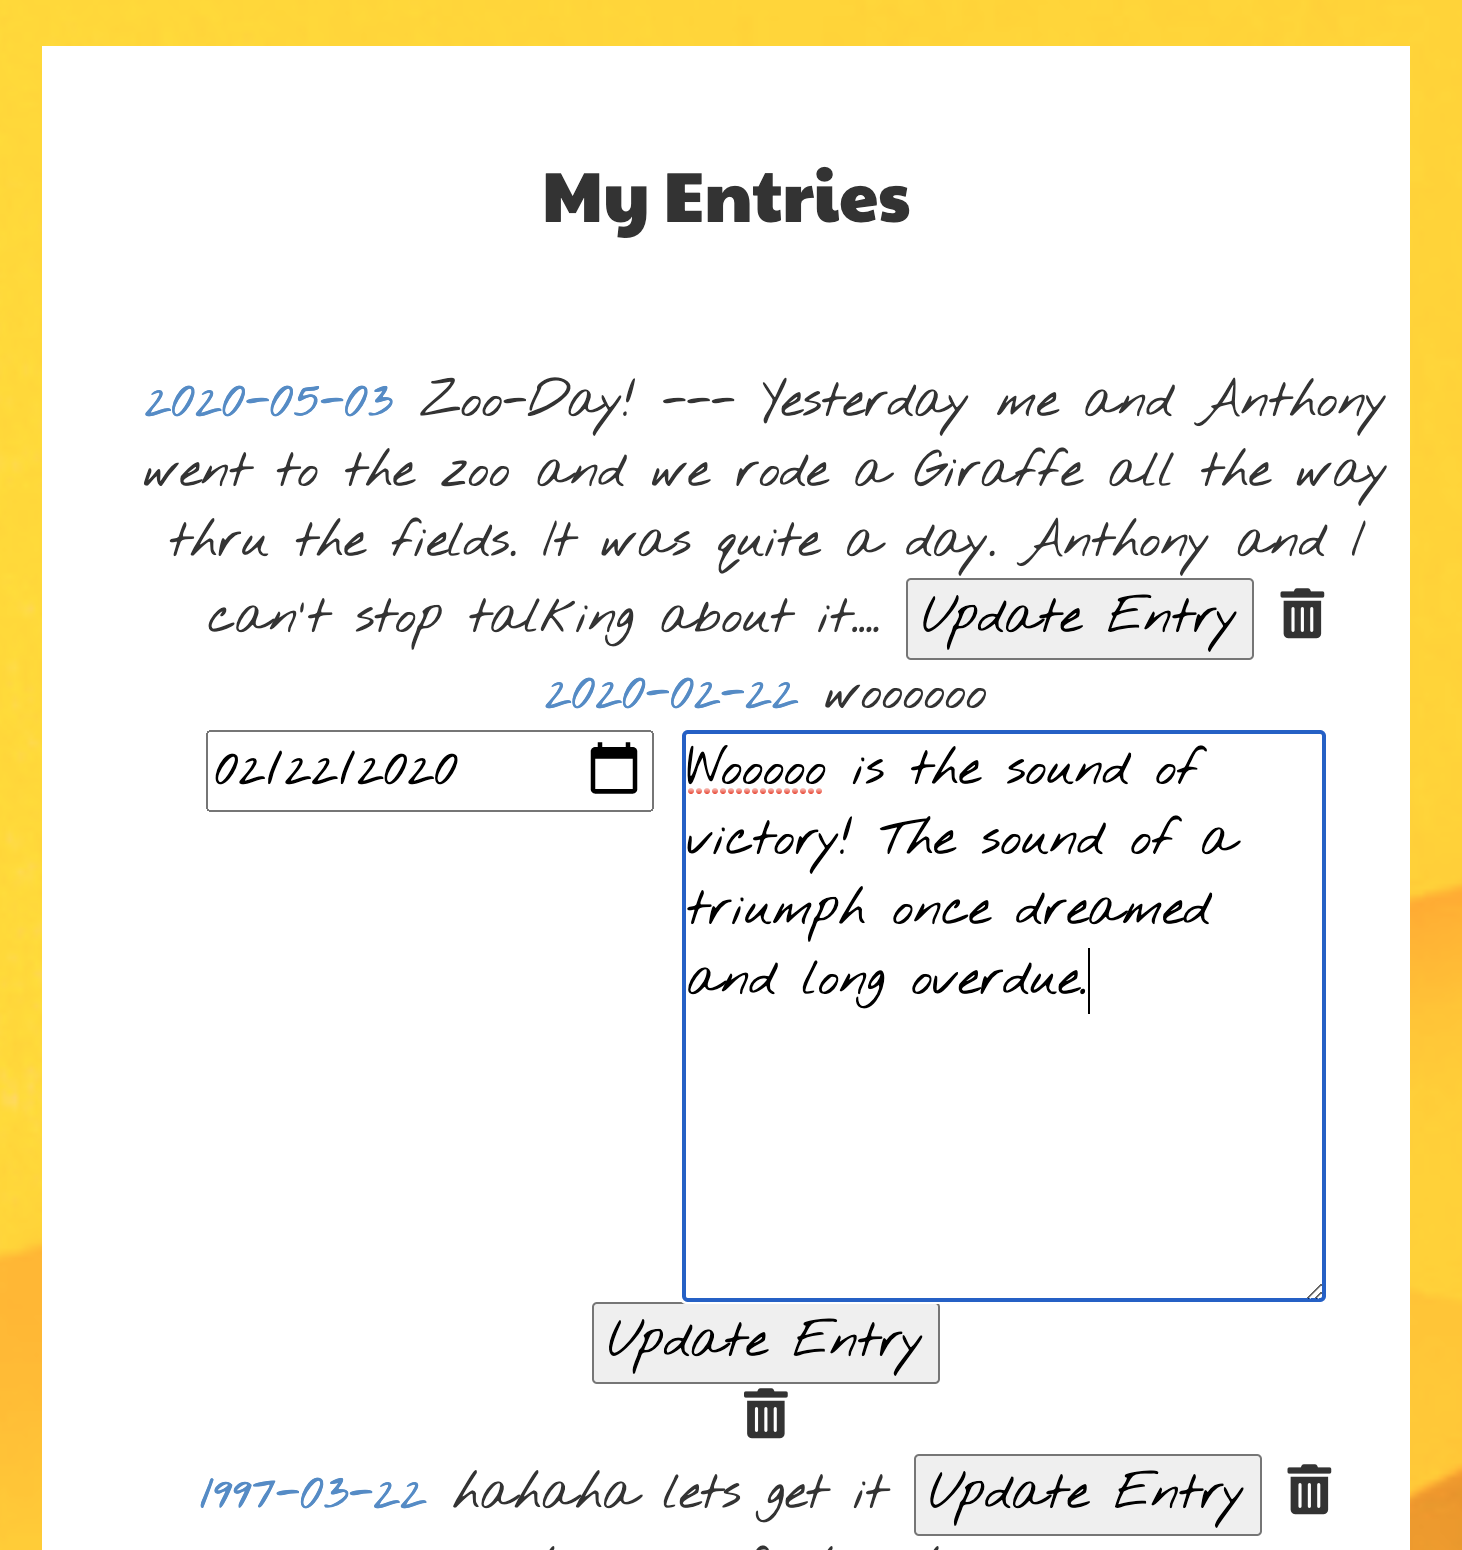 My Entries
2020-05-03 Zoo-Day! --- Yesterday me and Anthony
went to the zoo and we rode a Giraffe all the way
thru the fields. It was quite a day. Anthony and I
can't stop talking about it.... Update Entry
2020-02-22 woooooo
02/22/2020
Wooooo is the sound of
victory! The sound of a
triumph once dreamed
and long overdue.
Update Entry
1997-03-22 hahaha lets get it Update Entry